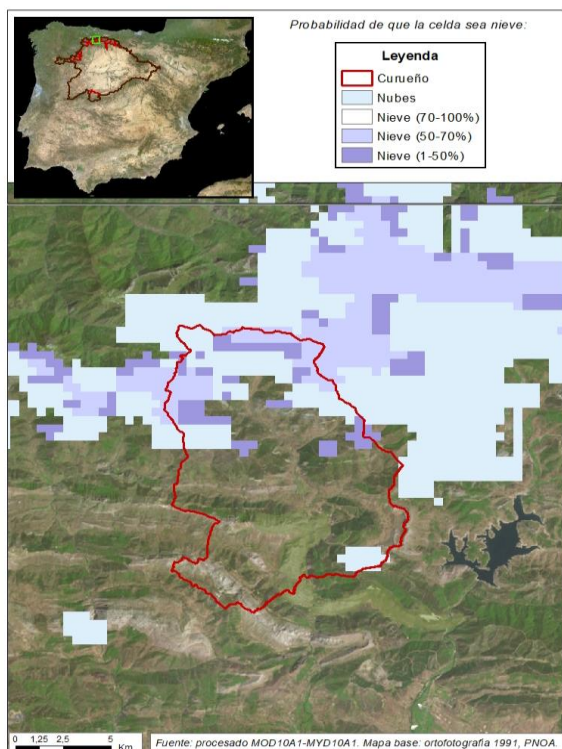 Probabilidad de que la celda sea nieve:
Leyenda
Curueño
Nubes
Nieve (70-100%)
Nieve (50-70%)
Nieve (1-50%)
0 1,25 2,5 5
Km
Fuente: procesado MOD10A1-MYD10A1. Mapa base: ortofotografia 1991, PNOA.